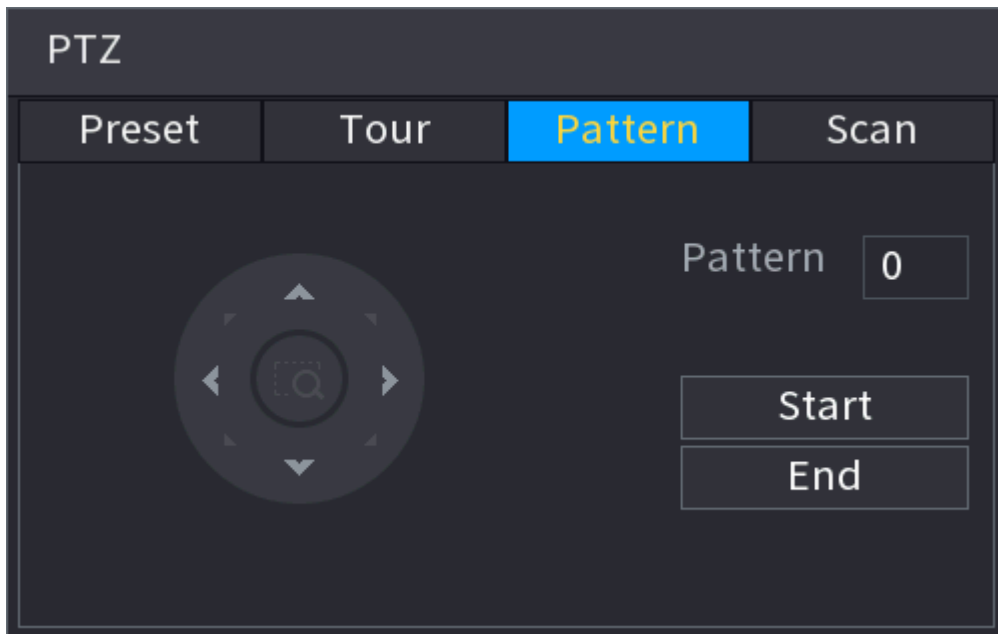 PTZ
Preset Tour Pattern Scan
Pattern 0
Start
End